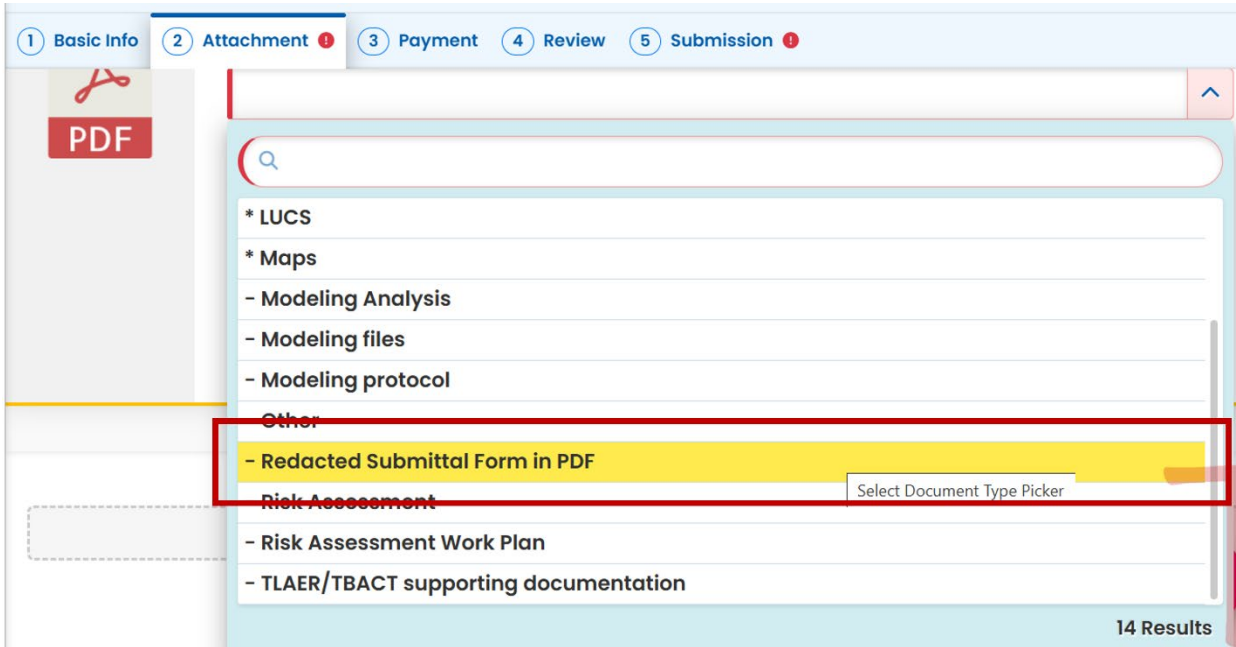 1 Basic Info 2 Attachment ! 3 Payment 4 Review 5 Submission !
PDF
* LUCS
* Maps
- Modeling Analysis
- Modeling files
- Modeling protocol
- Other
- Redacted Submittal Form in PDF
Select Document Type Picker
- Risk Assessment
- Risk Assessment Work Plan
- TLAER/TBACT supporting documentation
14 Results